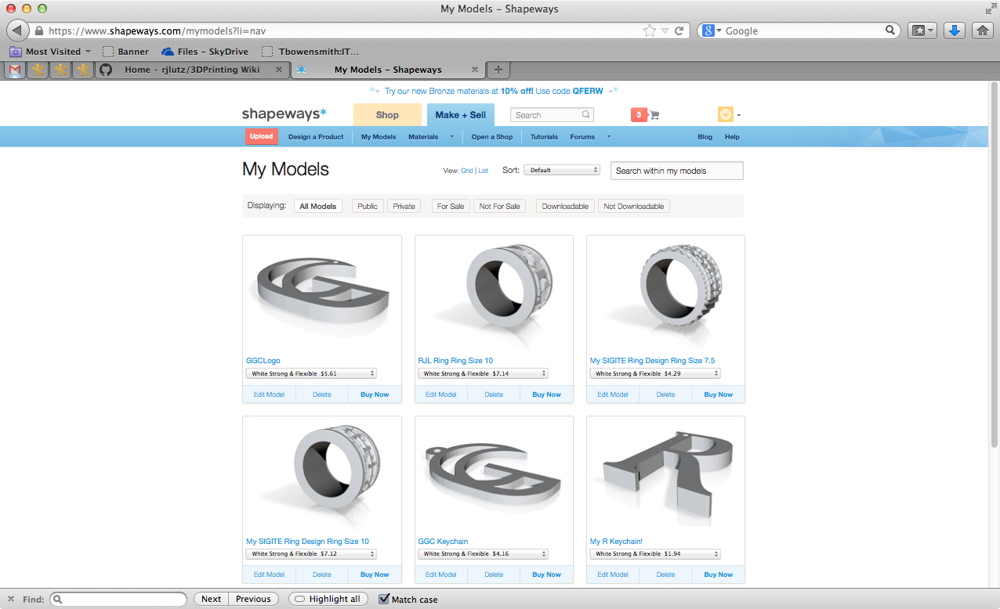 My Models – Shapeways
https://www.shapeways.com/mymodels?li=nav
Google
Most Visited Banner Files – SkyDrive Tbowensmith:IT...
Home · rjlutz/3DPrinting Wiki My Models – Shapeways
Try our new Bronze materials at 10% off! Use code QFERW
shapeways Shop Make + Sell Search 3
Upload Design a Product My Models Materials Open a Shop Tutorials Forums Blog Help
My Models View: Grid | List Sort: Default Search within my models
Displaying: All Models Public Private For Sale Not For Sale Downloadable Not Downloadable
GGCLogo RJL Ring Ring Size 10 My SIGITE Ring Design Ring Size 7.5
White Strong & Flexible $5.61 White Strong & Flexible $7.14 White Strong & Flexible $4.29
Edit Model Delete Buy Now Edit Model Delete Buy Now Edit Model Delete Buy Now
My SIGITE Ring Design Ring Size 10 GGC Keychain My R Keychain!
White Strong & Flexible $7.12 White Strong & Flexible $4.16 White Strong & Flexible $1.94
Edit Model Delete Buy Now Edit Model Delete Buy Now Edit Model Delete Buy Now
Find: Next Previous Highlight all Match case